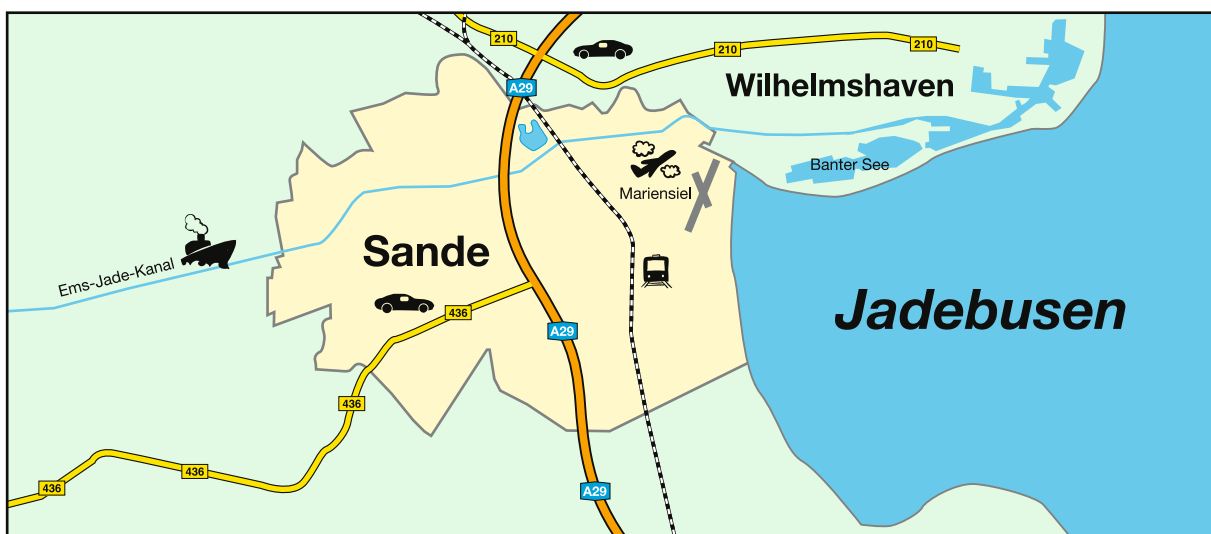 210
210
210
A29
Wilhelmshaven
Banter See
Mariensiel
Sande
Ems-Jade-Kanal
436
A29
Jadebusen
436
436
436
A29